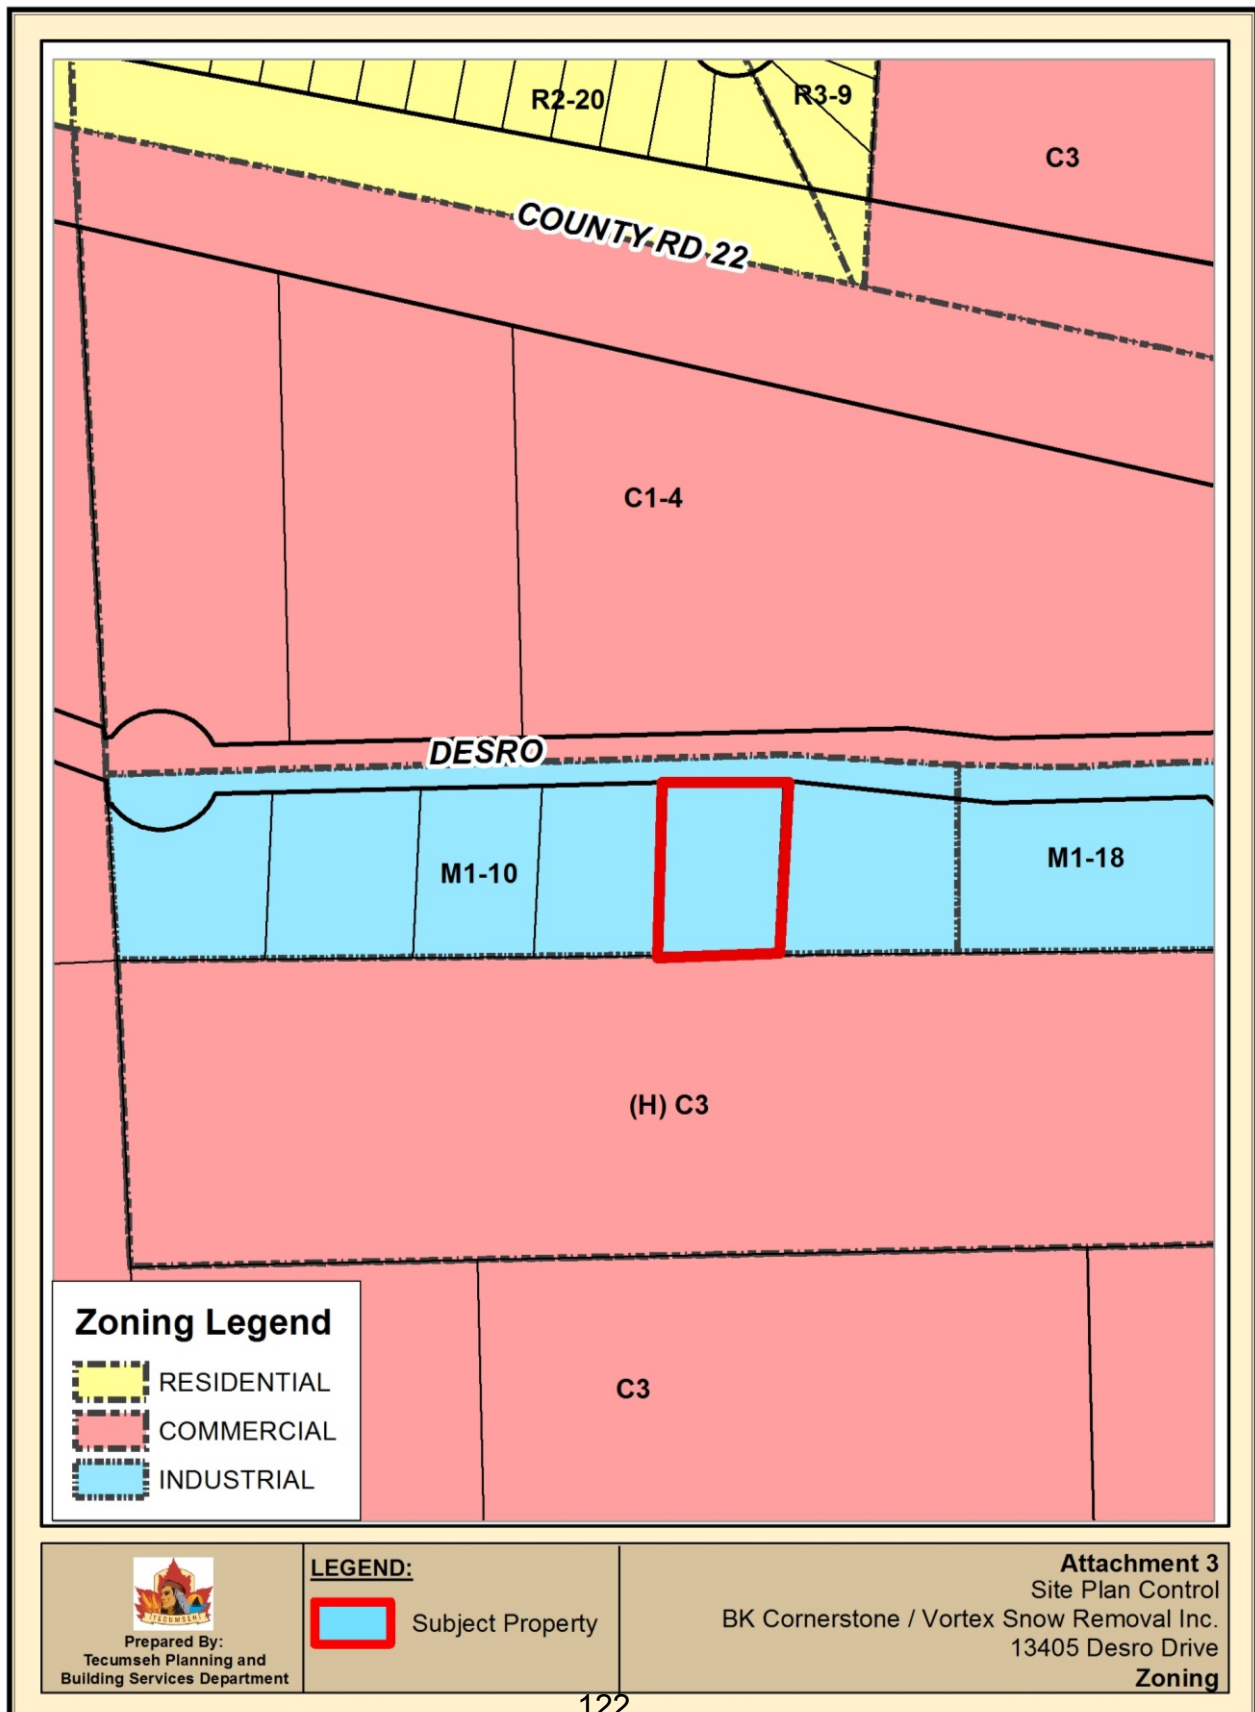 R2-20
R3-9
C3
COUNTY RD 22
C1-4
DESRO
M1-10
M1-18
(H) C3
C3
Zoning Legend
RESIDENTIAL
COMMERCIAL
INDUSTRIAL
TECUMSEH
Prepared By:
Tecumseh Planning and
Building Services Department
LEGEND:
Subject Property
Attachment 3
Site Plan Control
BK Cornerstone / Vortex Snow Removal Inc.
13405 Desro Drive
Zoning
122